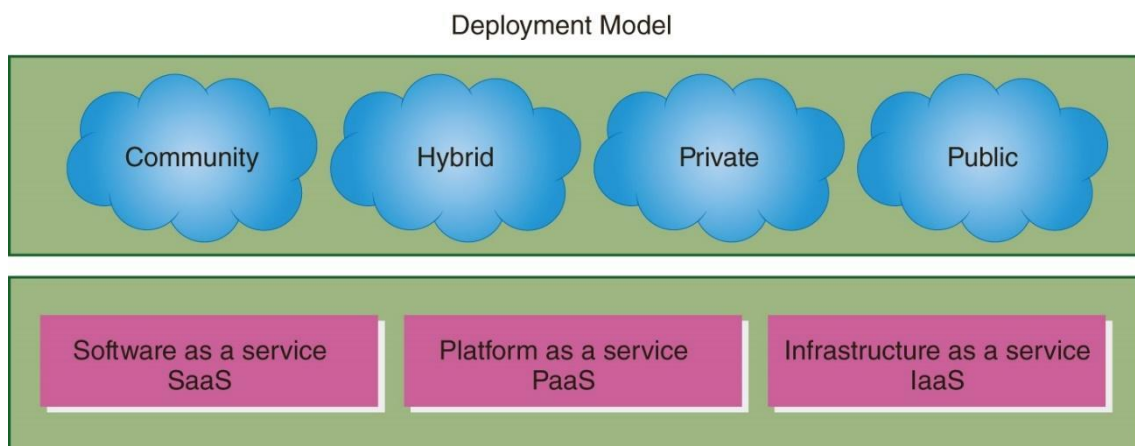 Deployment Model
Community
Hybrid
Private
Public
Software as a service
SaaS
Platform as a service
PaaS
Infrastructure as a service
IaaS